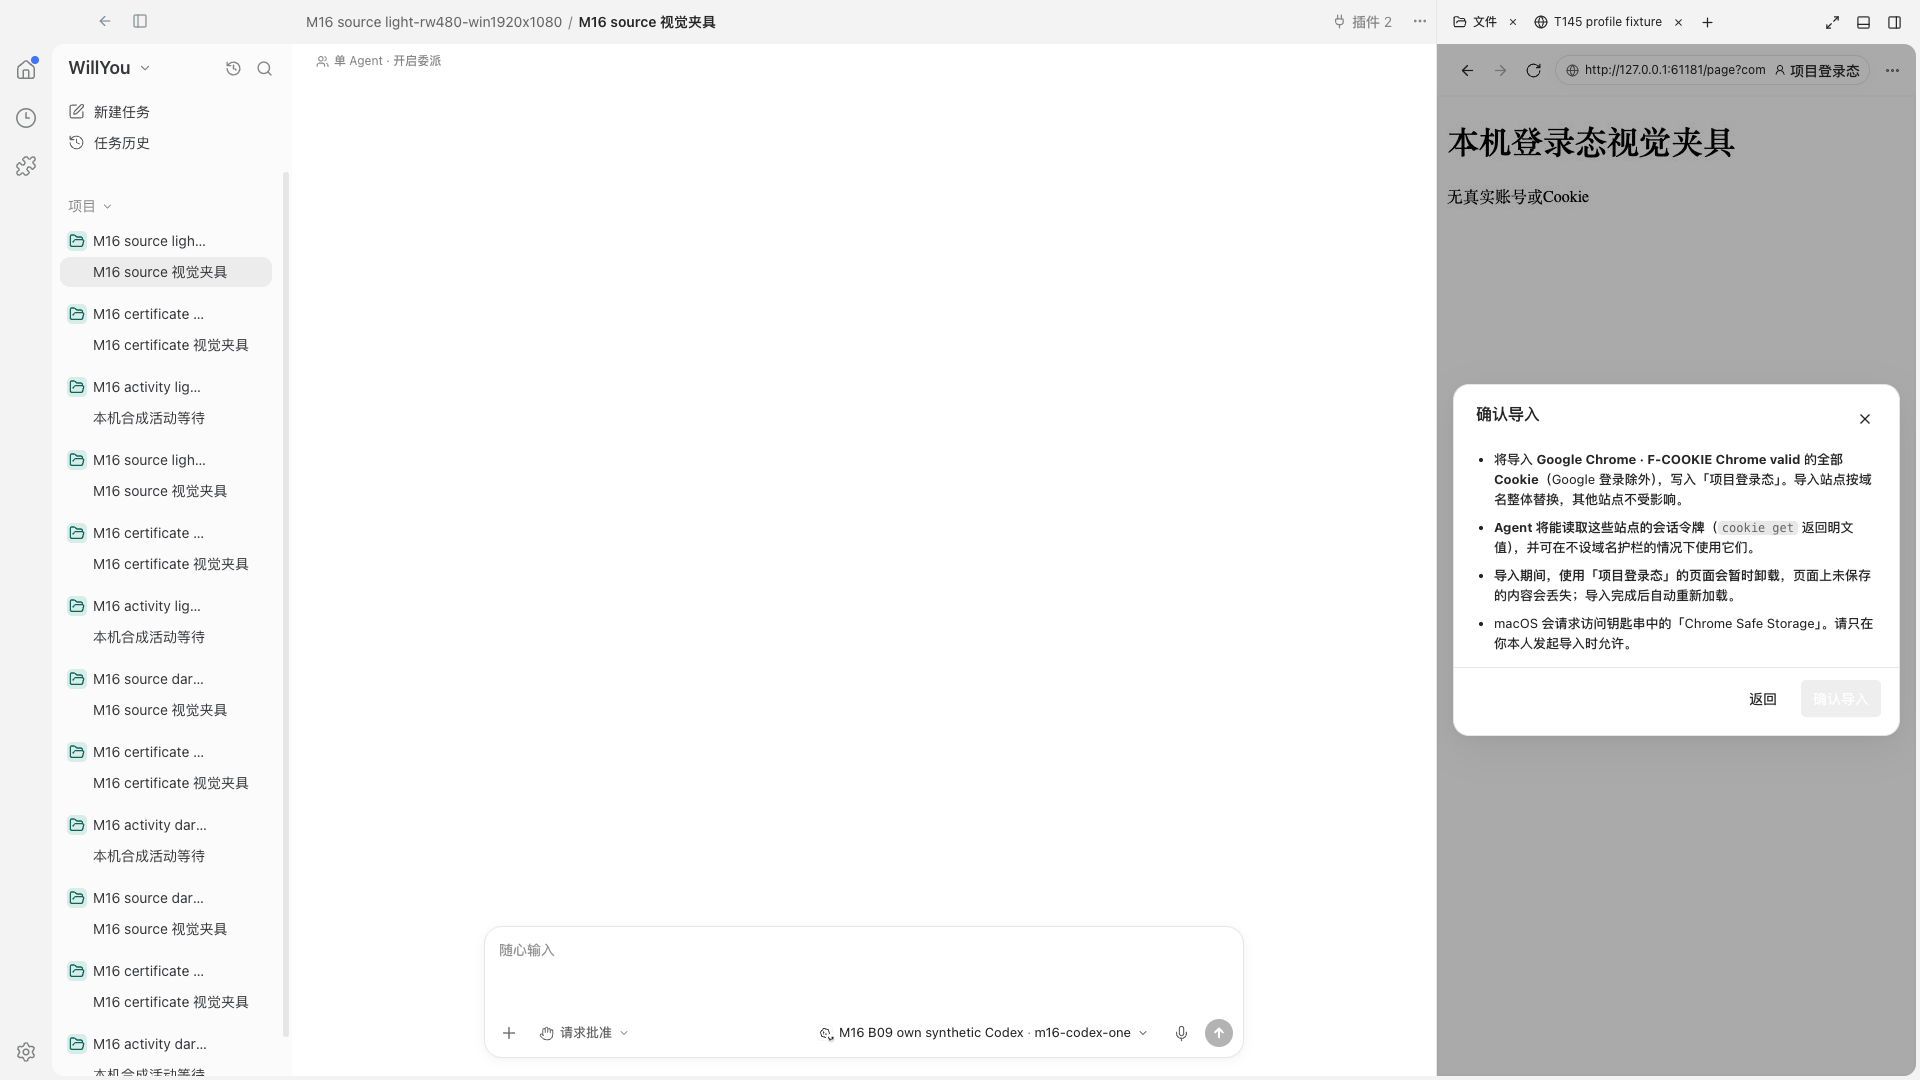 M16 source light-rw480-win1920x1080 / M16 source 视觉夹具
插件 2
文件
T145 profile fixture
WillYou
新建任务
任务历史
项目
M16 source ligh...
M16 source 视觉夹具
M16 certificate ...
M16 certificate 视觉夹具
M16 activity lig...
本机合成活动等待
M16 source ligh...
M16 source 视觉夹具
M16 certificate ...
M16 certificate 视觉夹具
M16 activity lig...
本机合成活动等待
M16 source dar...
M16 source 视觉夹具
M16 certificate ...
M16 certificate 视觉夹具
M16 activity dar...
本机合成活动等待
M16 source dar...
M16 source 视觉夹具
M16 certificate ...
M16 certificate 视觉夹具
M16 activity dar...
本机合成活动等待
单 Agent · 开启委派
随心输入
请求批准
M16 B09 own synthetic Codex · m16-codex-one
http://127.0.0.1:61181/page?com
项目登录态
本机登录态视觉夹具
无真实账号或Cookie
确认导入
将导入 Google Chrome · F-COOKIE Chrome valid 的全部
Cookie（Google 登录除外），写入「项目登录态」。导入站点按域
名整体替换，其他站点不受影响。
Agent 将能读取这些站点的会话令牌（cookie get 返回明文
值），并可在不设域名护栏的情况下使用它们。
导入期间，使用「项目登录态」的页面会暂时卸载，页面上未保存
的内容会丢失；导入完成后自动重新加载。
macOS 会请求访问钥匙串中的「Chrome Safe Storage」。请只在
你本人发起导入时允许。
返回
确认导入